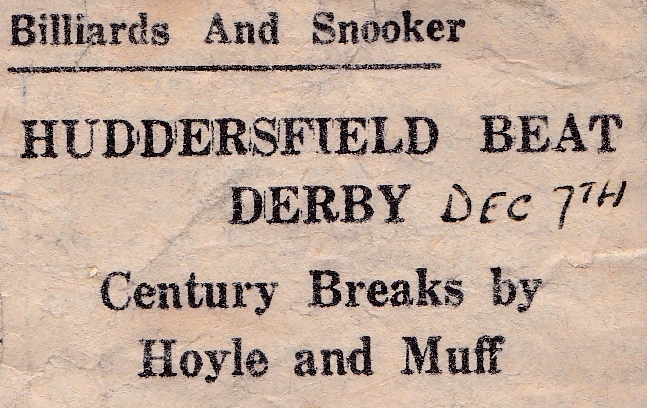 Billiards And Snooker
HUDDERSFIELD BEAT
DERBY DEC 7TH
Century Breaks by
Hoyle and Muff